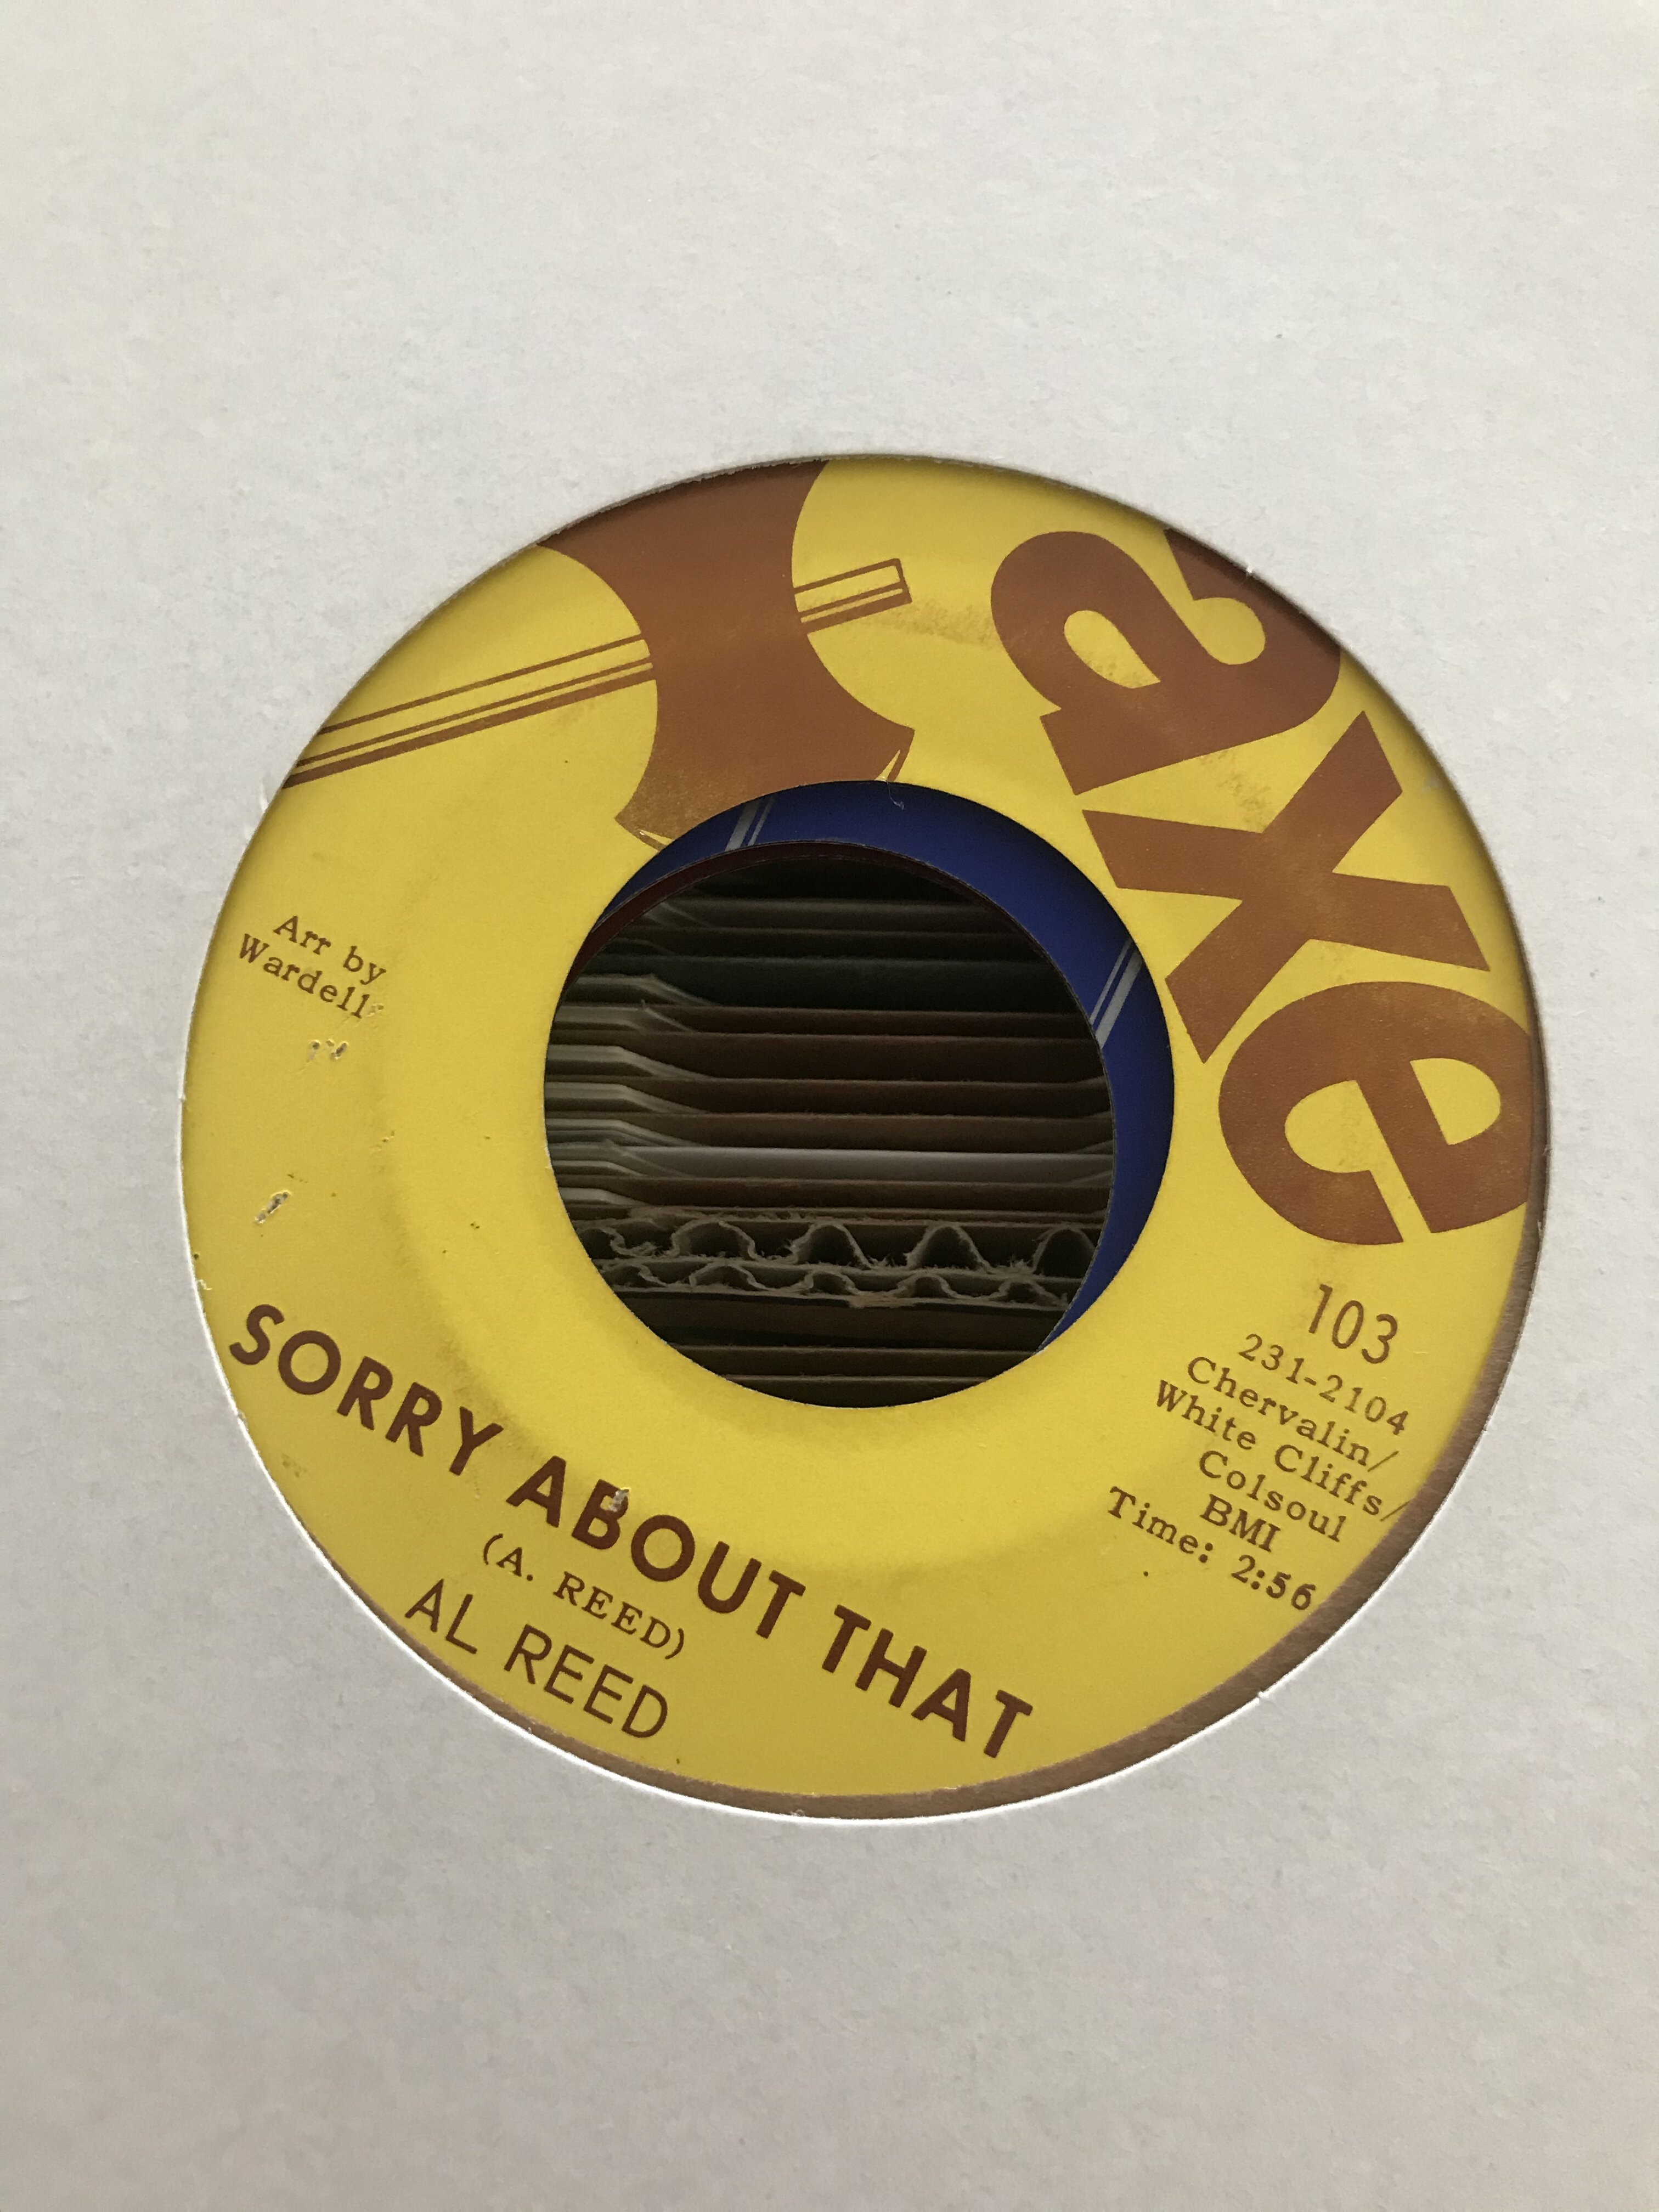 axe
103
231-2104
Chervalin/
White Cliffs/
Colsoul
BMI
Time: 2:56
Arr by
Wardell
SORRY ABOUT THAT
(A. REED)
AL REED